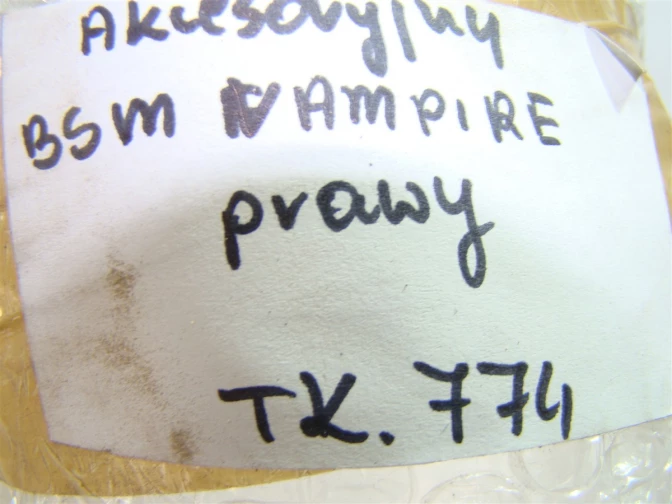 Akcesoryjny
BSM VAMPIRE
prawy
TK. 774